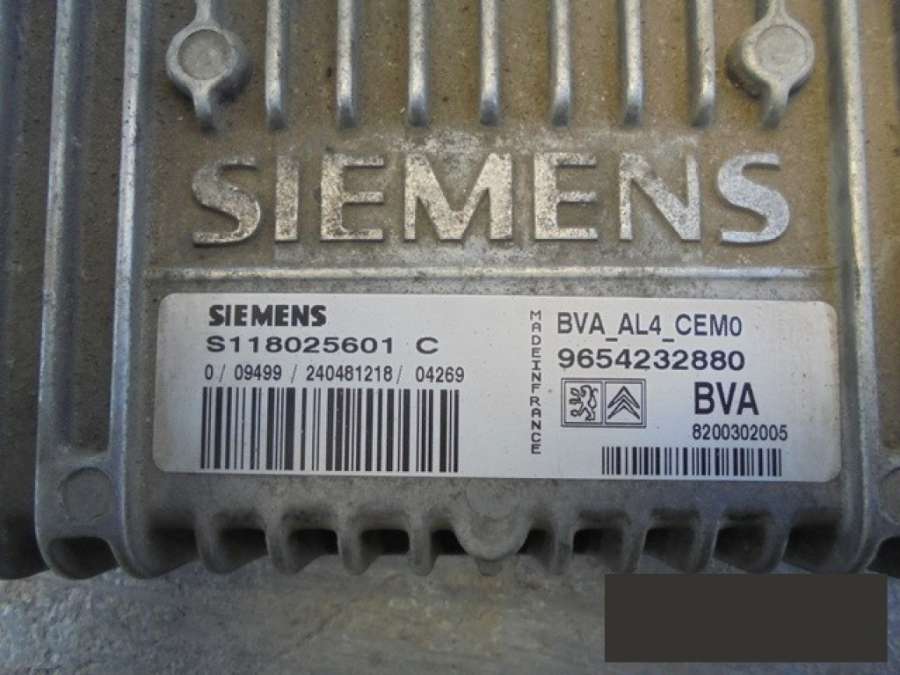 SIEMENS
SIEMENS
S118025601 C
0 / 09499 / 240481218 / 04269
MADEINFRANCE
BVA_AL4_CEM0
9654232880
BVA
8200302005